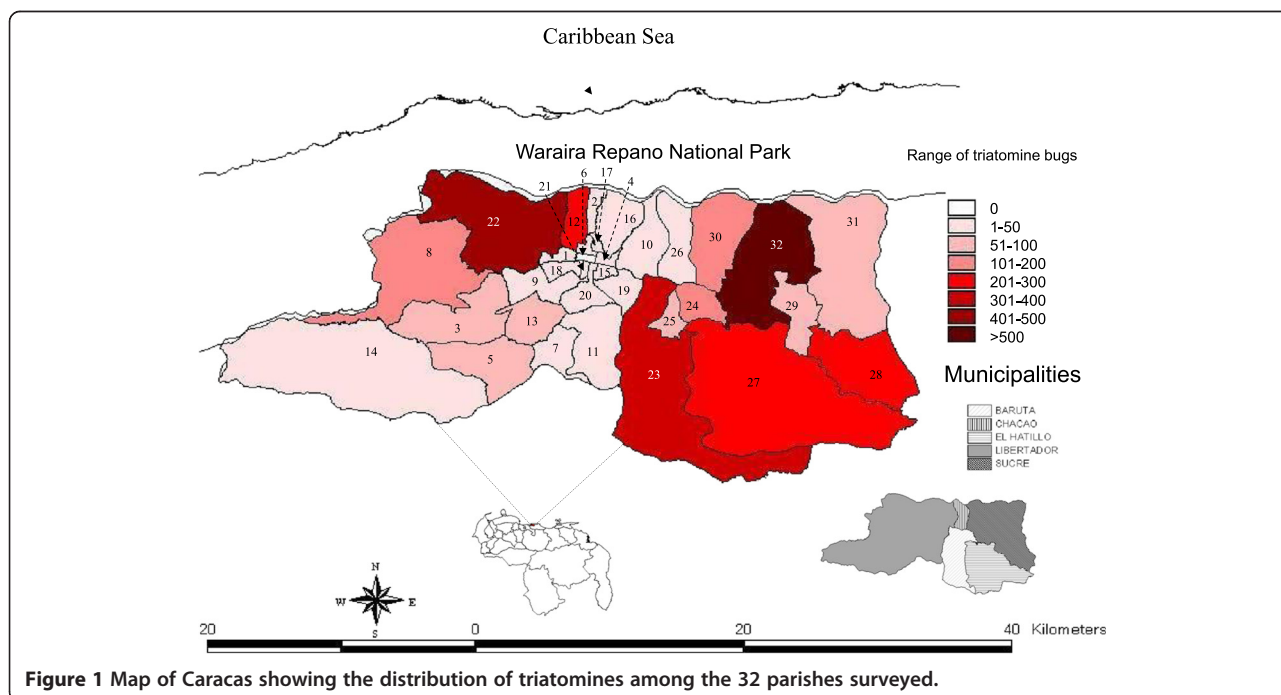 Caribbean Sea
Waraira Repano National Park
Range of triatomine bugs
0
1-50
51-100
101-200
201-300
301-400
401-500
>500
21 6 17 4
22 12 2 16 10 26 30 32 31
8 1 18 15
9 20 19 24 29
3 13 25
14 5 7 11 23 27 28
Municipalities
BARUTA
CHACAO
EL HATILLO
LIBERTADOR
SUCRE
N
W E
S
20 0 20 40 Kilometers
Figure 1 Map of Caracas showing the distribution of triatomines among the 32 parishes surveyed.